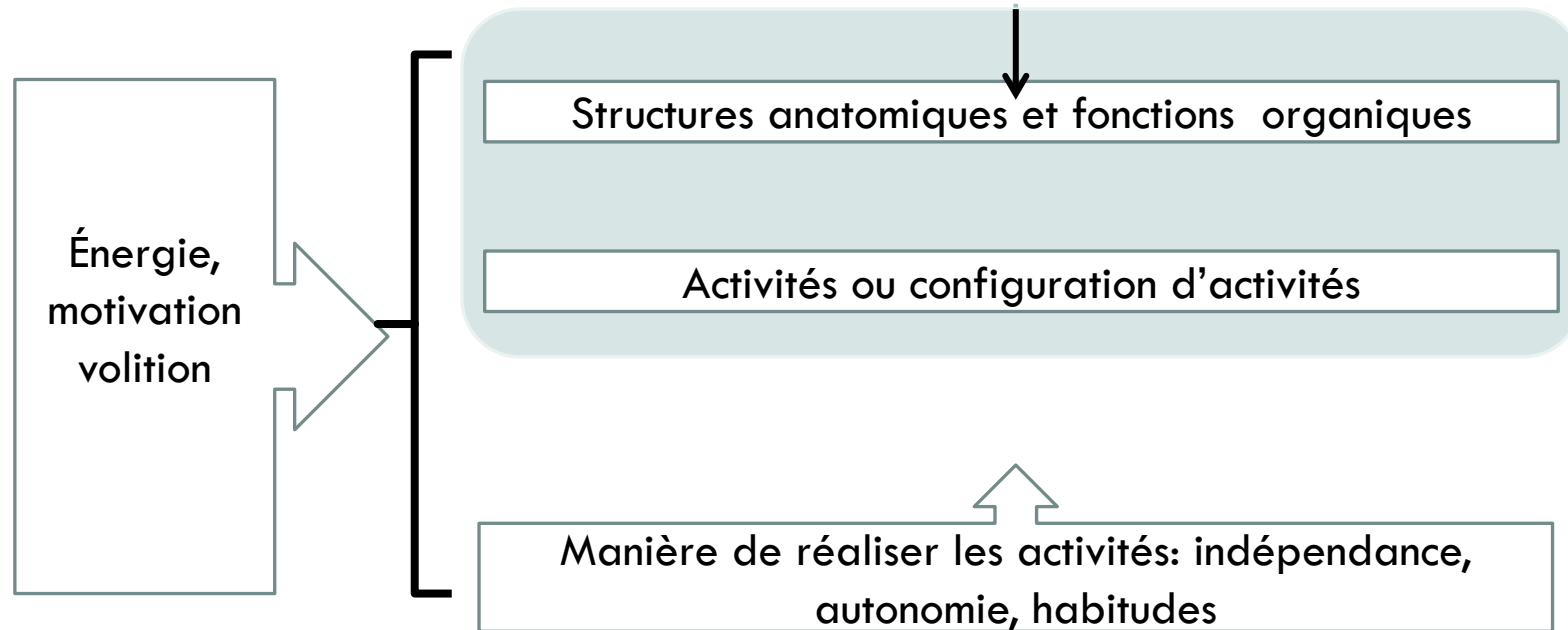 Énergie,
motivation
volition
Structures anatomiques et fonctions organiques
Activités ou configuration d’activités
Manière de réaliser les activités: indépendance,
autonomie, habitudes